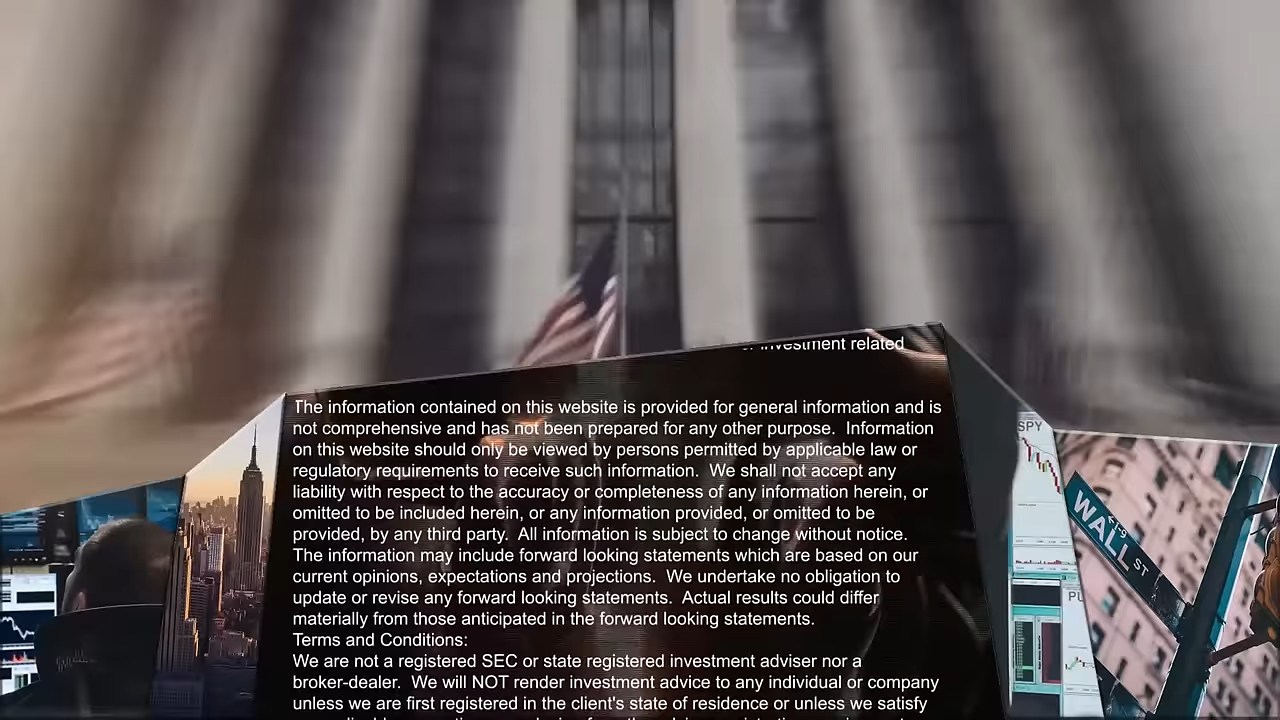 investment related
The information contained on this website is provided for general information and is
not comprehensive and has not been prepared for any other purpose.  Information
on this website should only be viewed by persons permitted by applicable law or
regulatory requirements to receive such information.  We shall not accept any
liability with respect to the accuracy or completeness of any information herein, or
omitted to be included herein, or any information provided, or omitted to be
provided, by any third party.  All information is subject to change without notice.
The information may include forward looking statements which are based on our
current opinions, expectations and projections.  We undertake no obligation to
update or revise any forward looking statements.  Actual results could differ
materially from those anticipated in the forward looking statements.
Terms and Conditions:
We are not a registered SEC or state registered investment adviser nor a
broker-dealer.  We will NOT render investment advice to any individual or company
unless we are first registered in the client's state of residence or unless we satisfy
SPY
WALL ST